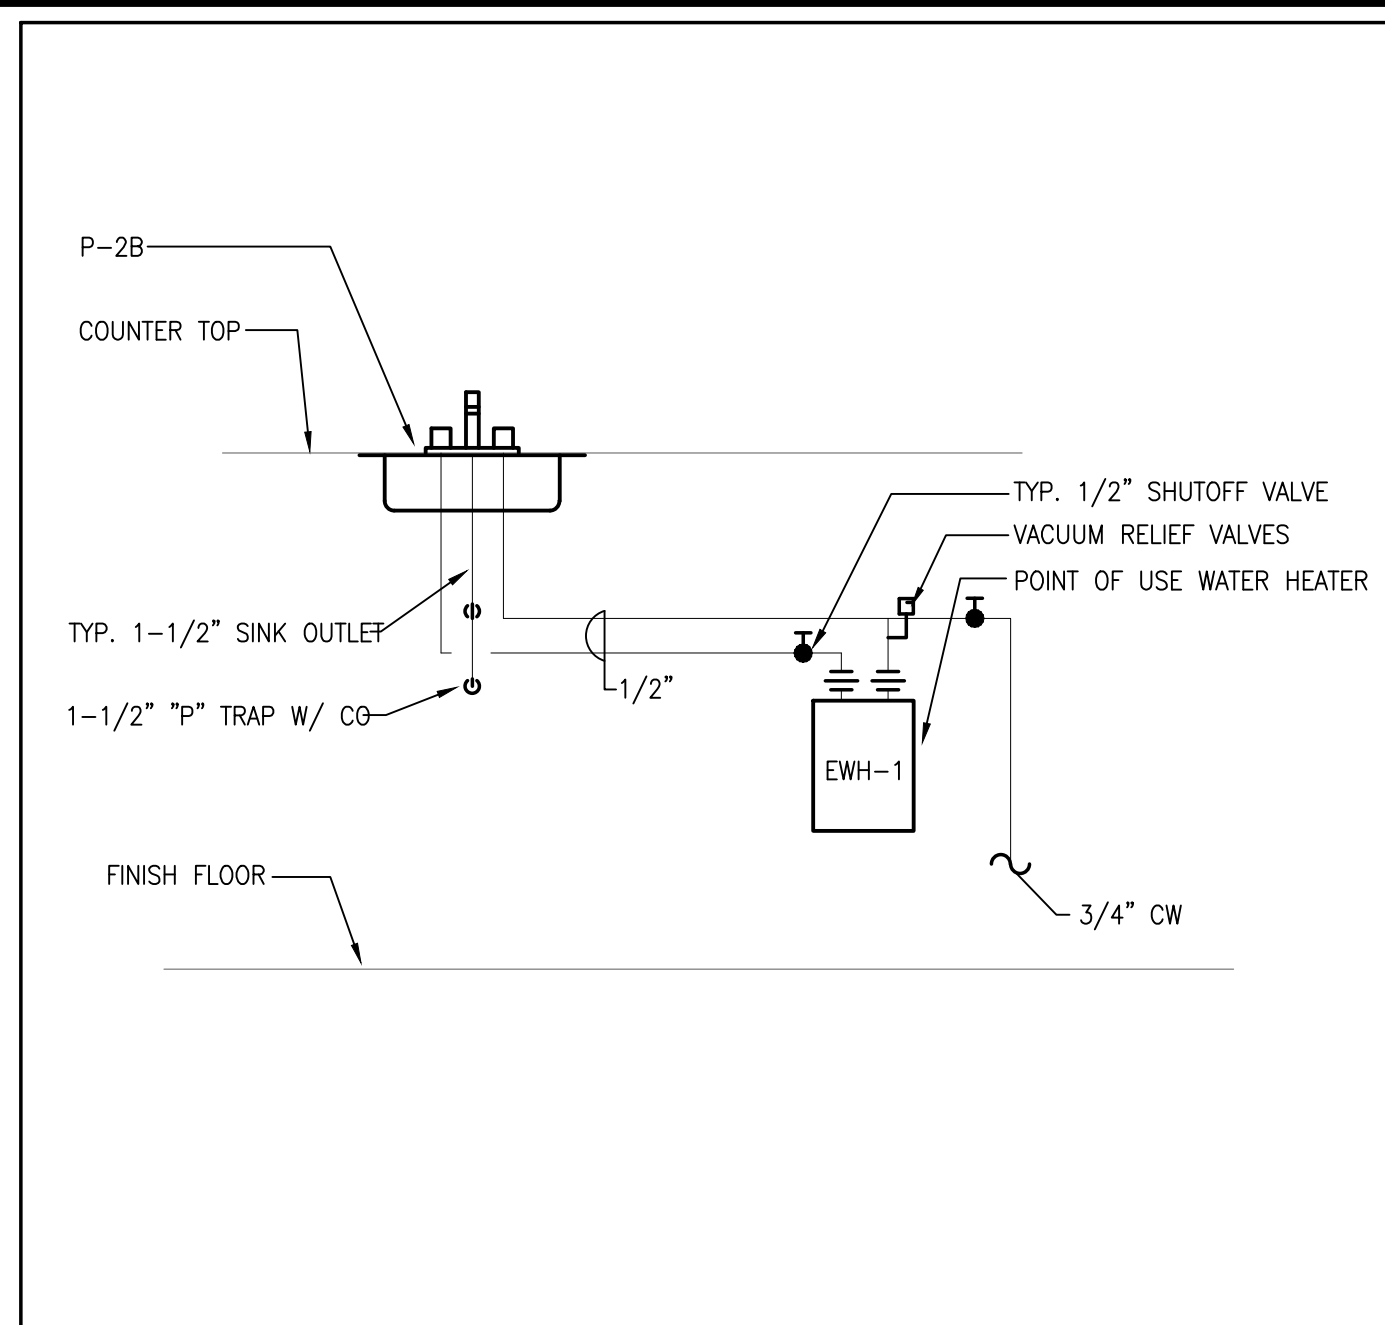 P-2B
COUNTER TOP
TYP. 1/2" SHUTOFF VALVE
VACUUM RELIEF VALVES
POINT OF USE WATER HEATER
TYP. 1-1/2" SINK OUTLET
1/2"
1-1/2" "P" TRAP W/ CO
EWH-1
FINISH FLOOR
3/4" CW